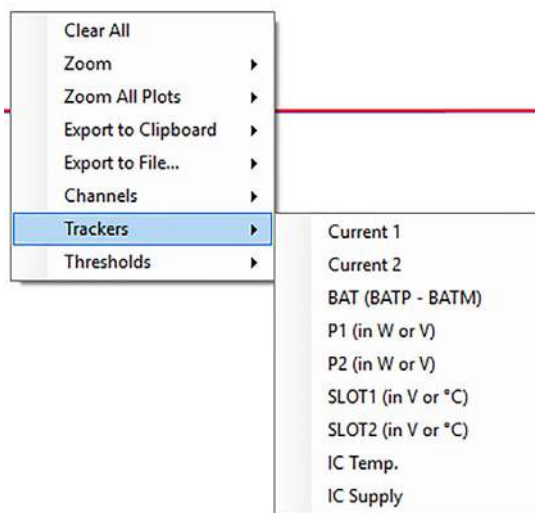 Clear All
Zoom
Zoom All Plots
Export to Clipboard
Export to File...
Channels
Trackers
Thresholds
Current 1
Current 2
BAT (BATP - BATM)
P1 (in W or V)
P2 (in W or V)
SLOT1 (in V or °C)
SLOT2 (in V or °C)
IC Temp.
IC Supply